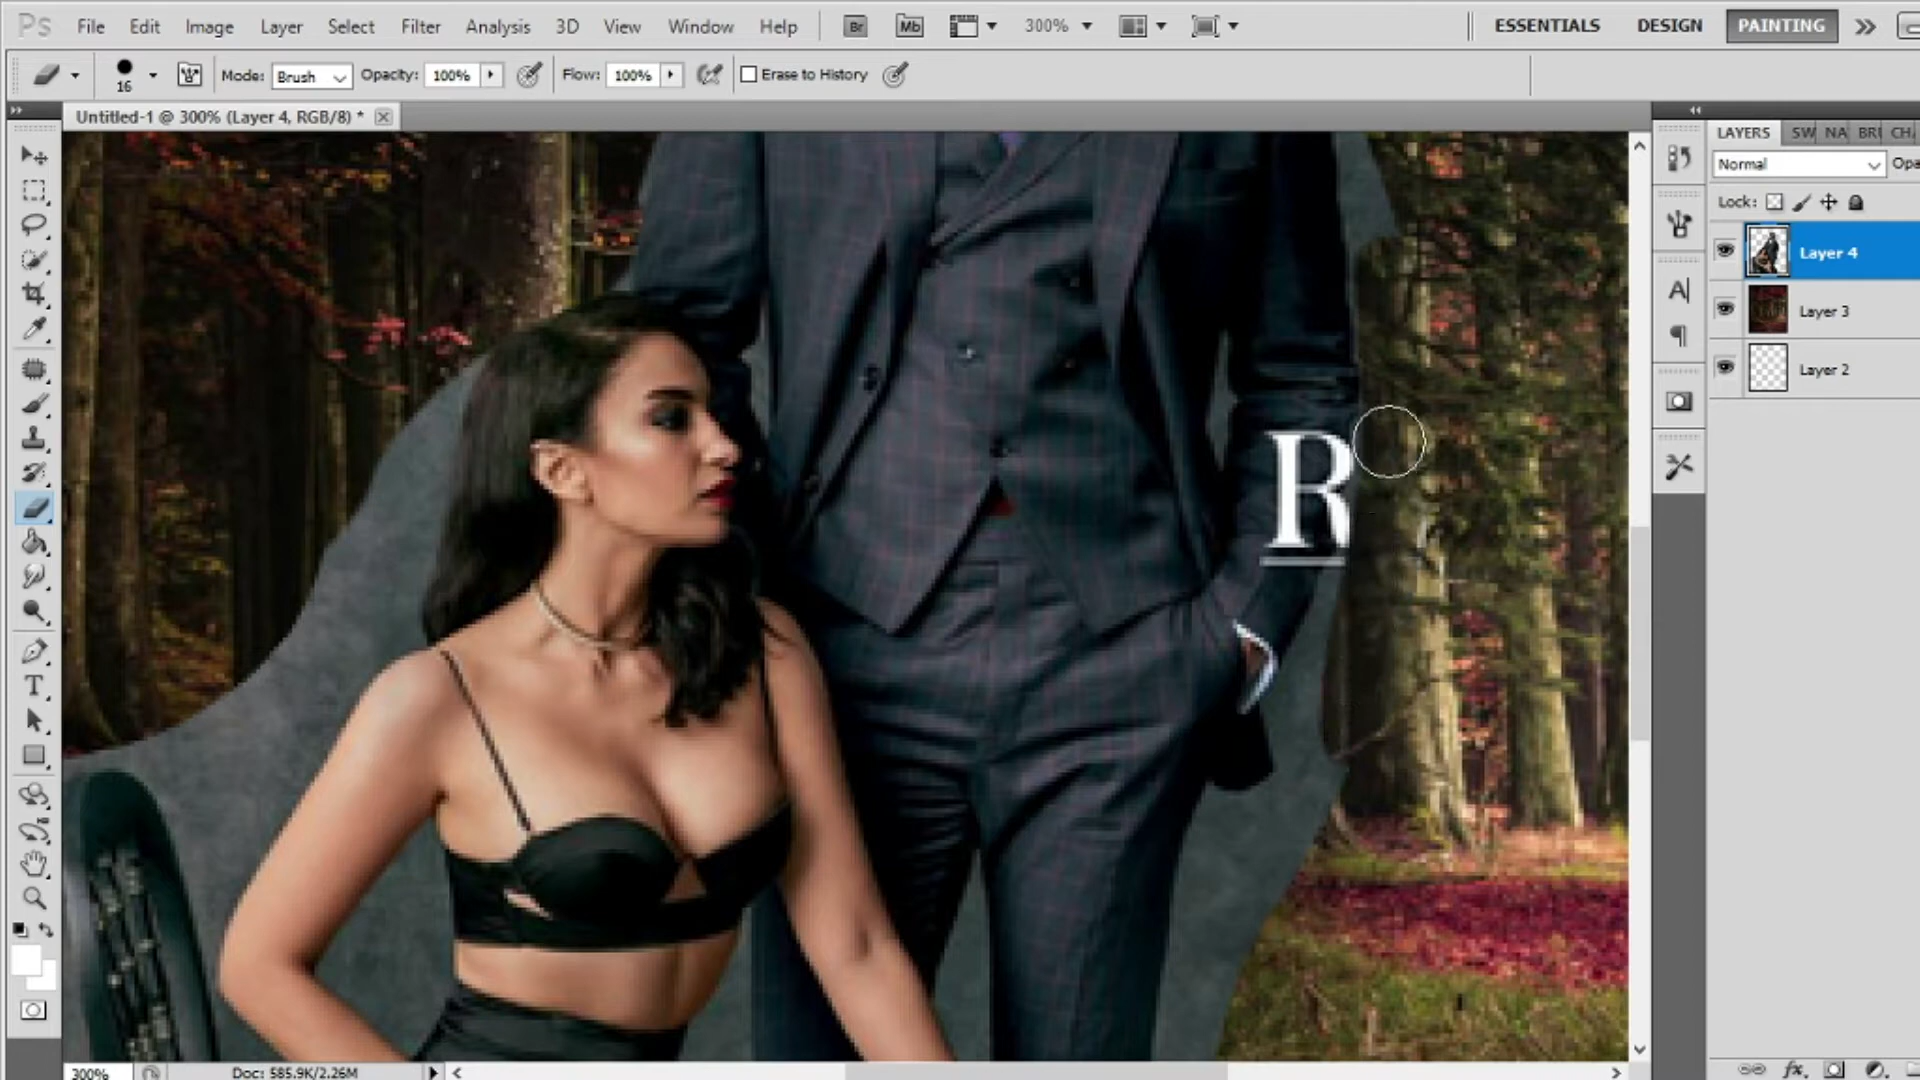 Ps File Edit Image Layer Select Filter Analysis 3D View Window Help Br Mb 300% ESSENTIALS DESIGN PAINTING
16 Mode: Brush Opacity: 100% Flow: 100% Erase to History
Untitled-1 @ 300% (Layer 4, RGB/8) *
LAYERS SW NA BRI CH
Normal Opa
Lock:
Layer 4
Layer 3
Layer 2
R
300% Doc: 585.9K/2.26M